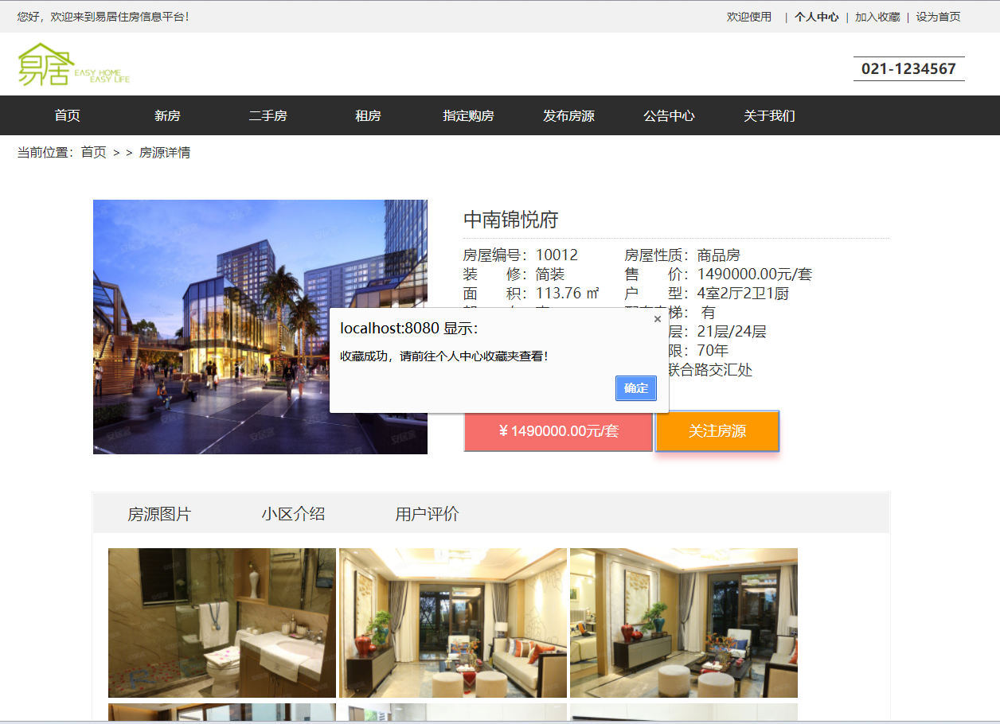 您好，欢迎来到易居住房信息平台！
欢迎使用 | 个人中心 | 加入收藏 | 设为首页
易居 EASY HOME
EASY LIFE
021-1234567
首页 新房 二手房 租房 指定购房 发布房源 公告中心 关于我们
当前位置：首页 > > 房源详情
中南锦悦府
房屋编号：10012 房屋性质：商品房
装 修：简装 售 价：1490000.00元/套
面 积：113.76 ㎡ 户 型：4室2厅2卫1厨
梯： 有
层：21层/24层
限：70年
联合路交汇处
localhost:8080 显示：
×
收藏成功，请前往个人中心收藏夹查看！
确定
￥1490000.00元/套 关注房源
房源图片 小区介绍 用户评价